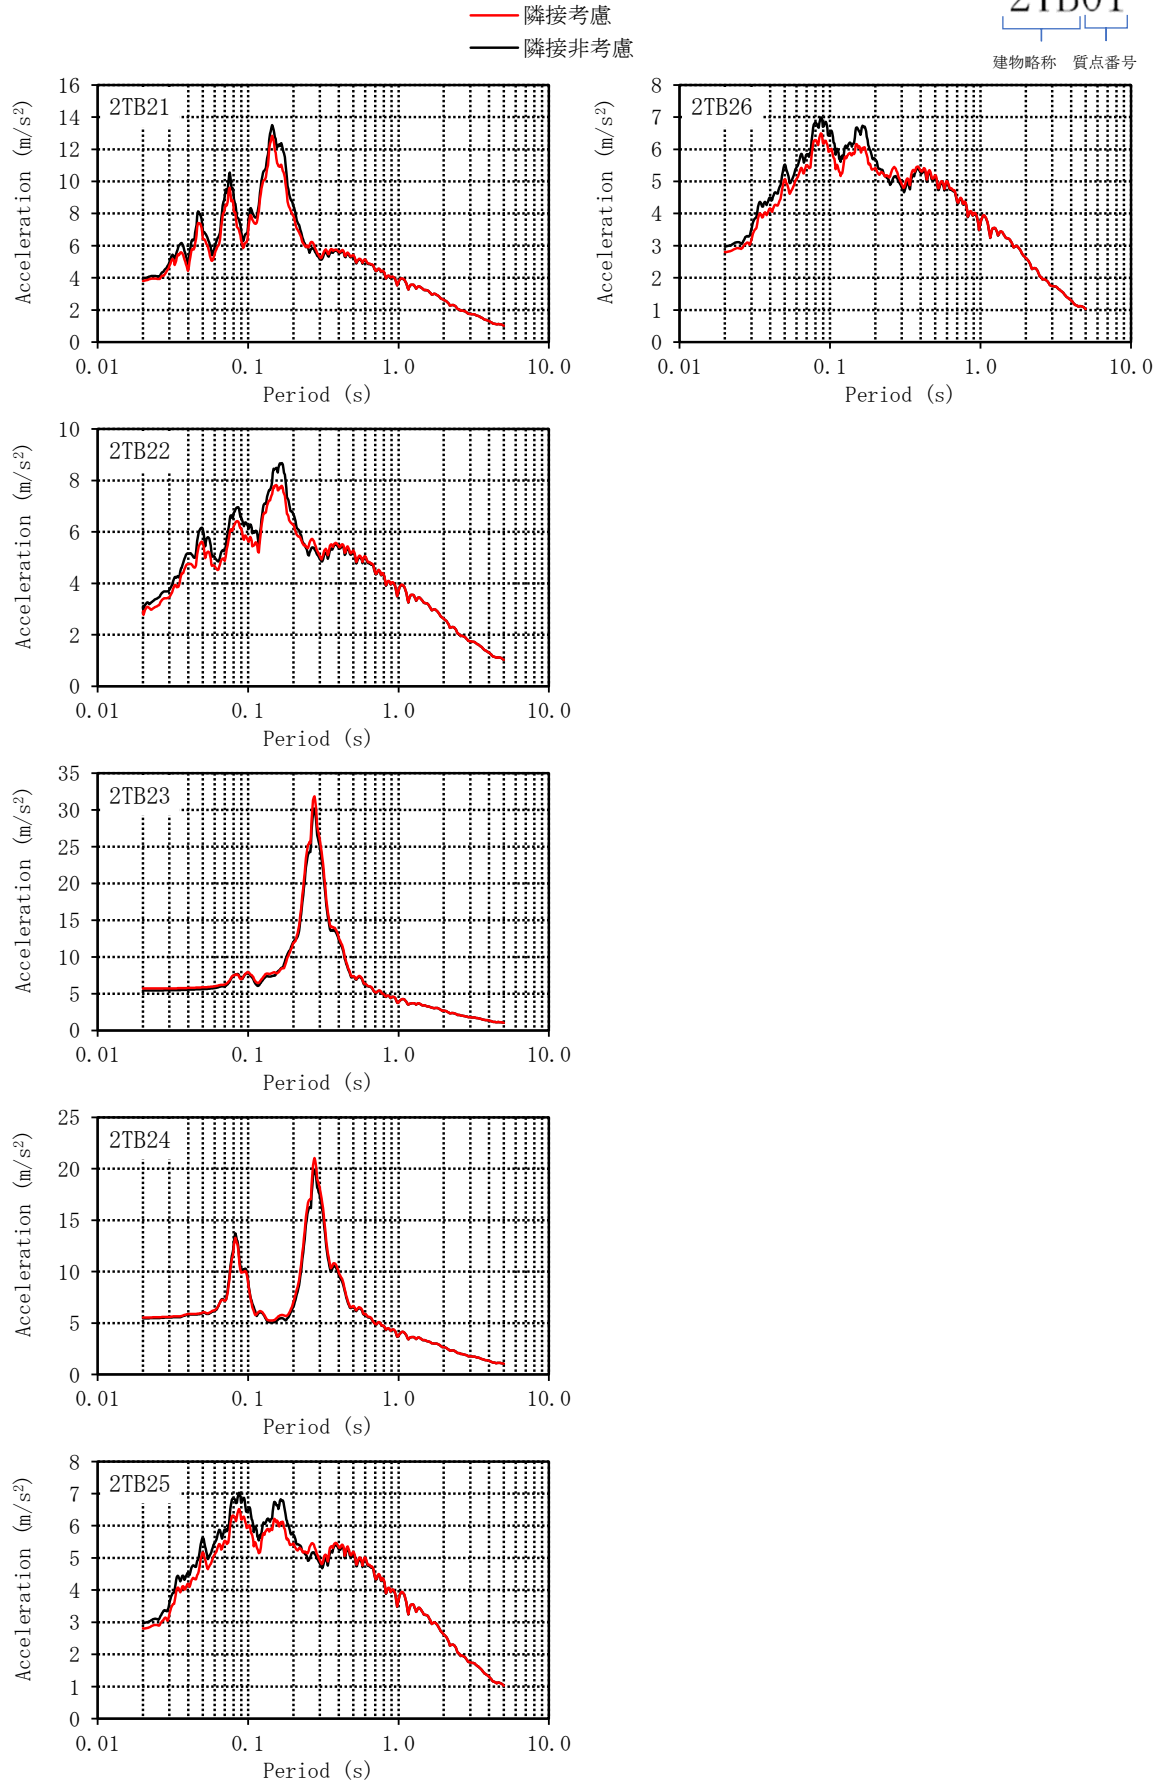 隣接考慮
隣接非考慮
2TB01
建物略称 質点番号
2TB21
Acceleration (m/s²)
16
14
12
10
8
6
4
2
0
0.01 0.1 1.0 10.0
Period (s)
2TB26
Acceleration (m/s²)
8
7
6
5
4
3
2
1
0
0.01 0.1 1.0 10.0
Period (s)
2TB22
Acceleration (m/s²)
10
8
6
4
2
0
0.01 0.1 1.0 10.0
Period (s)
2TB23
Acceleration (m/s²)
35
30
25
20
15
10
5
0
0.01 0.1 1.0 10.0
Period (s)
2TB24
Acceleration (m/s²)
25
20
15
10
5
0
0.01 0.1 1.0 10.0
Period (s)
2TB25
Acceleration (m/s²)
8
7
6
5
4
3
2
1
0
0.01 0.1 1.0 10.0
Period (s)